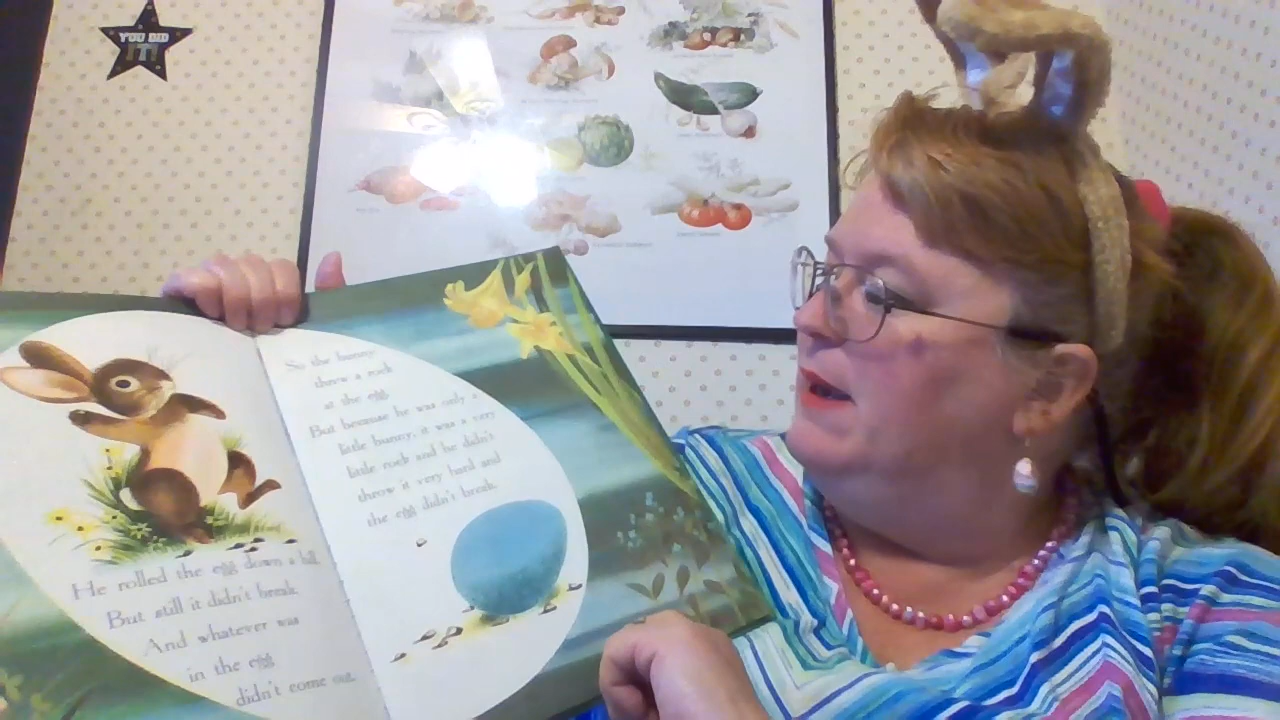 YOU DID
IT!
He rolled the egg down a hill.
But still it didn't break.
And whatever was
in the egg
didn't come out.
So the bunny
threw a rock
at the egg.
But because he was only a
little bunny, it was a very
little rock and he didn't
throw it very hard and
the egg didn't break.